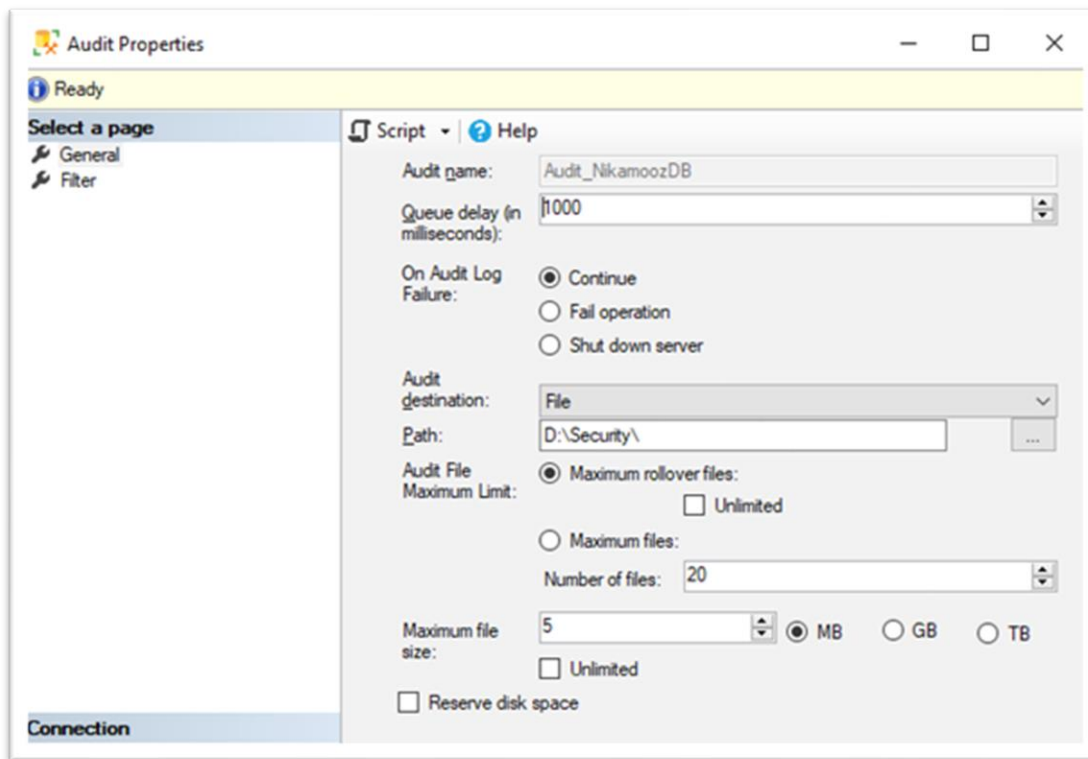 Audit Properties
Ready
Select a page
General
Filter
Connection
Script Help
Audit name: Audit_NikamoozDB
Queue delay (in 1000
milliseconds):
On Audit Log Continue
Failure:
Fail operation
Shut down server
Audit
destination: File
Path: D:\Security\ ...
Audit File Maximum rollover files:
Maximum Limit:
Unlimited
Maximum files:
Number of files: 20
Maximum file 5 MB GB TB
size:
Unlimited
Reserve disk space